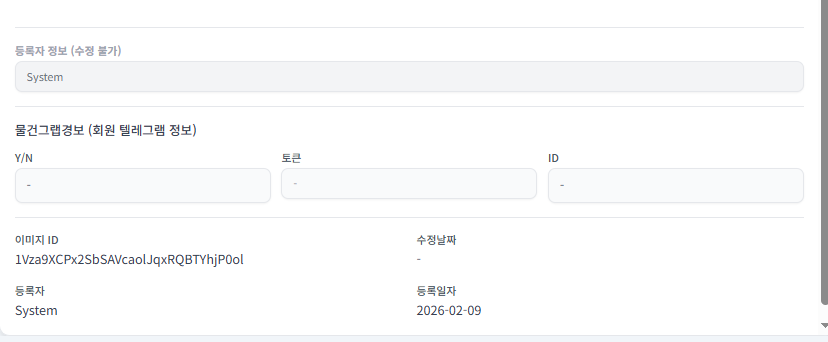 등록자 정보 (수정 불가)
System
물건그랩경보 (회원 텔레그램 정보)
Y/N 토큰 ID
- - -
이미지 ID 수정날짜
1Vza9XCPx2SbSAVcaolJqxRQBTYhjP0ol -
등록자 등록일자
System 2026-02-09